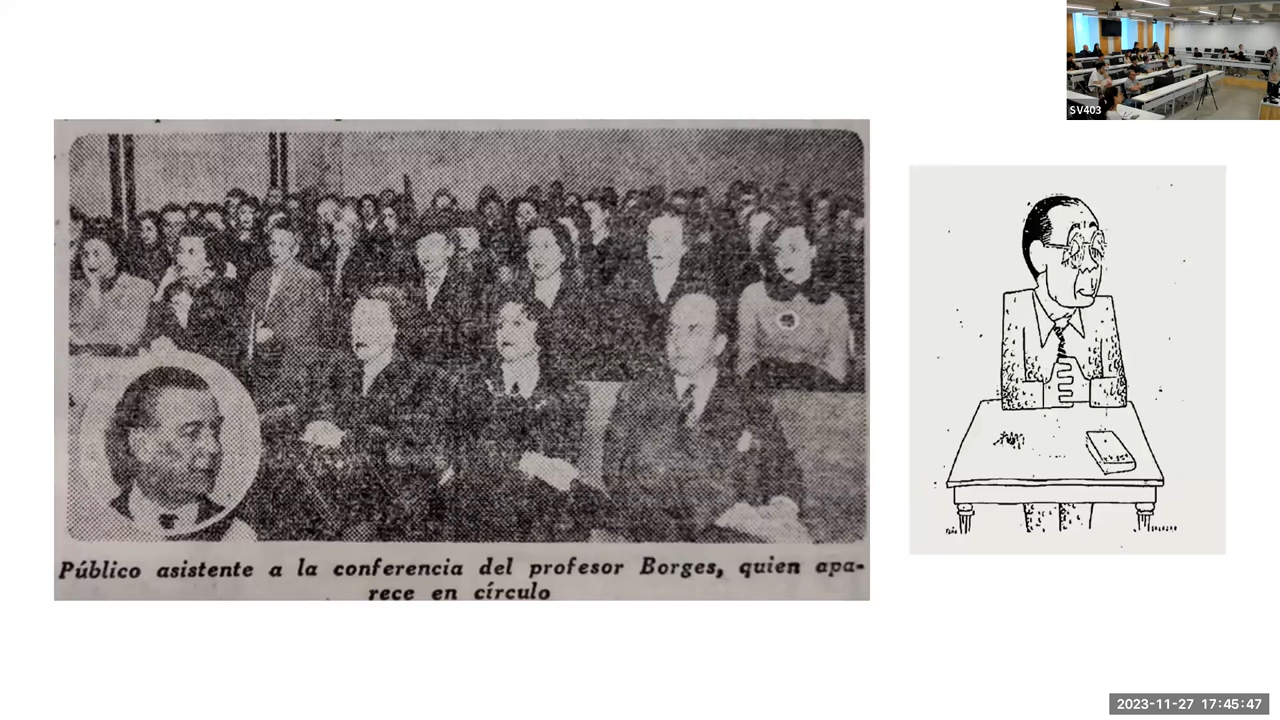 SV403
Público asistente a la conferencia del profesor Borges, quien apa-
rece en círculo
2023-11-27 17:45:47